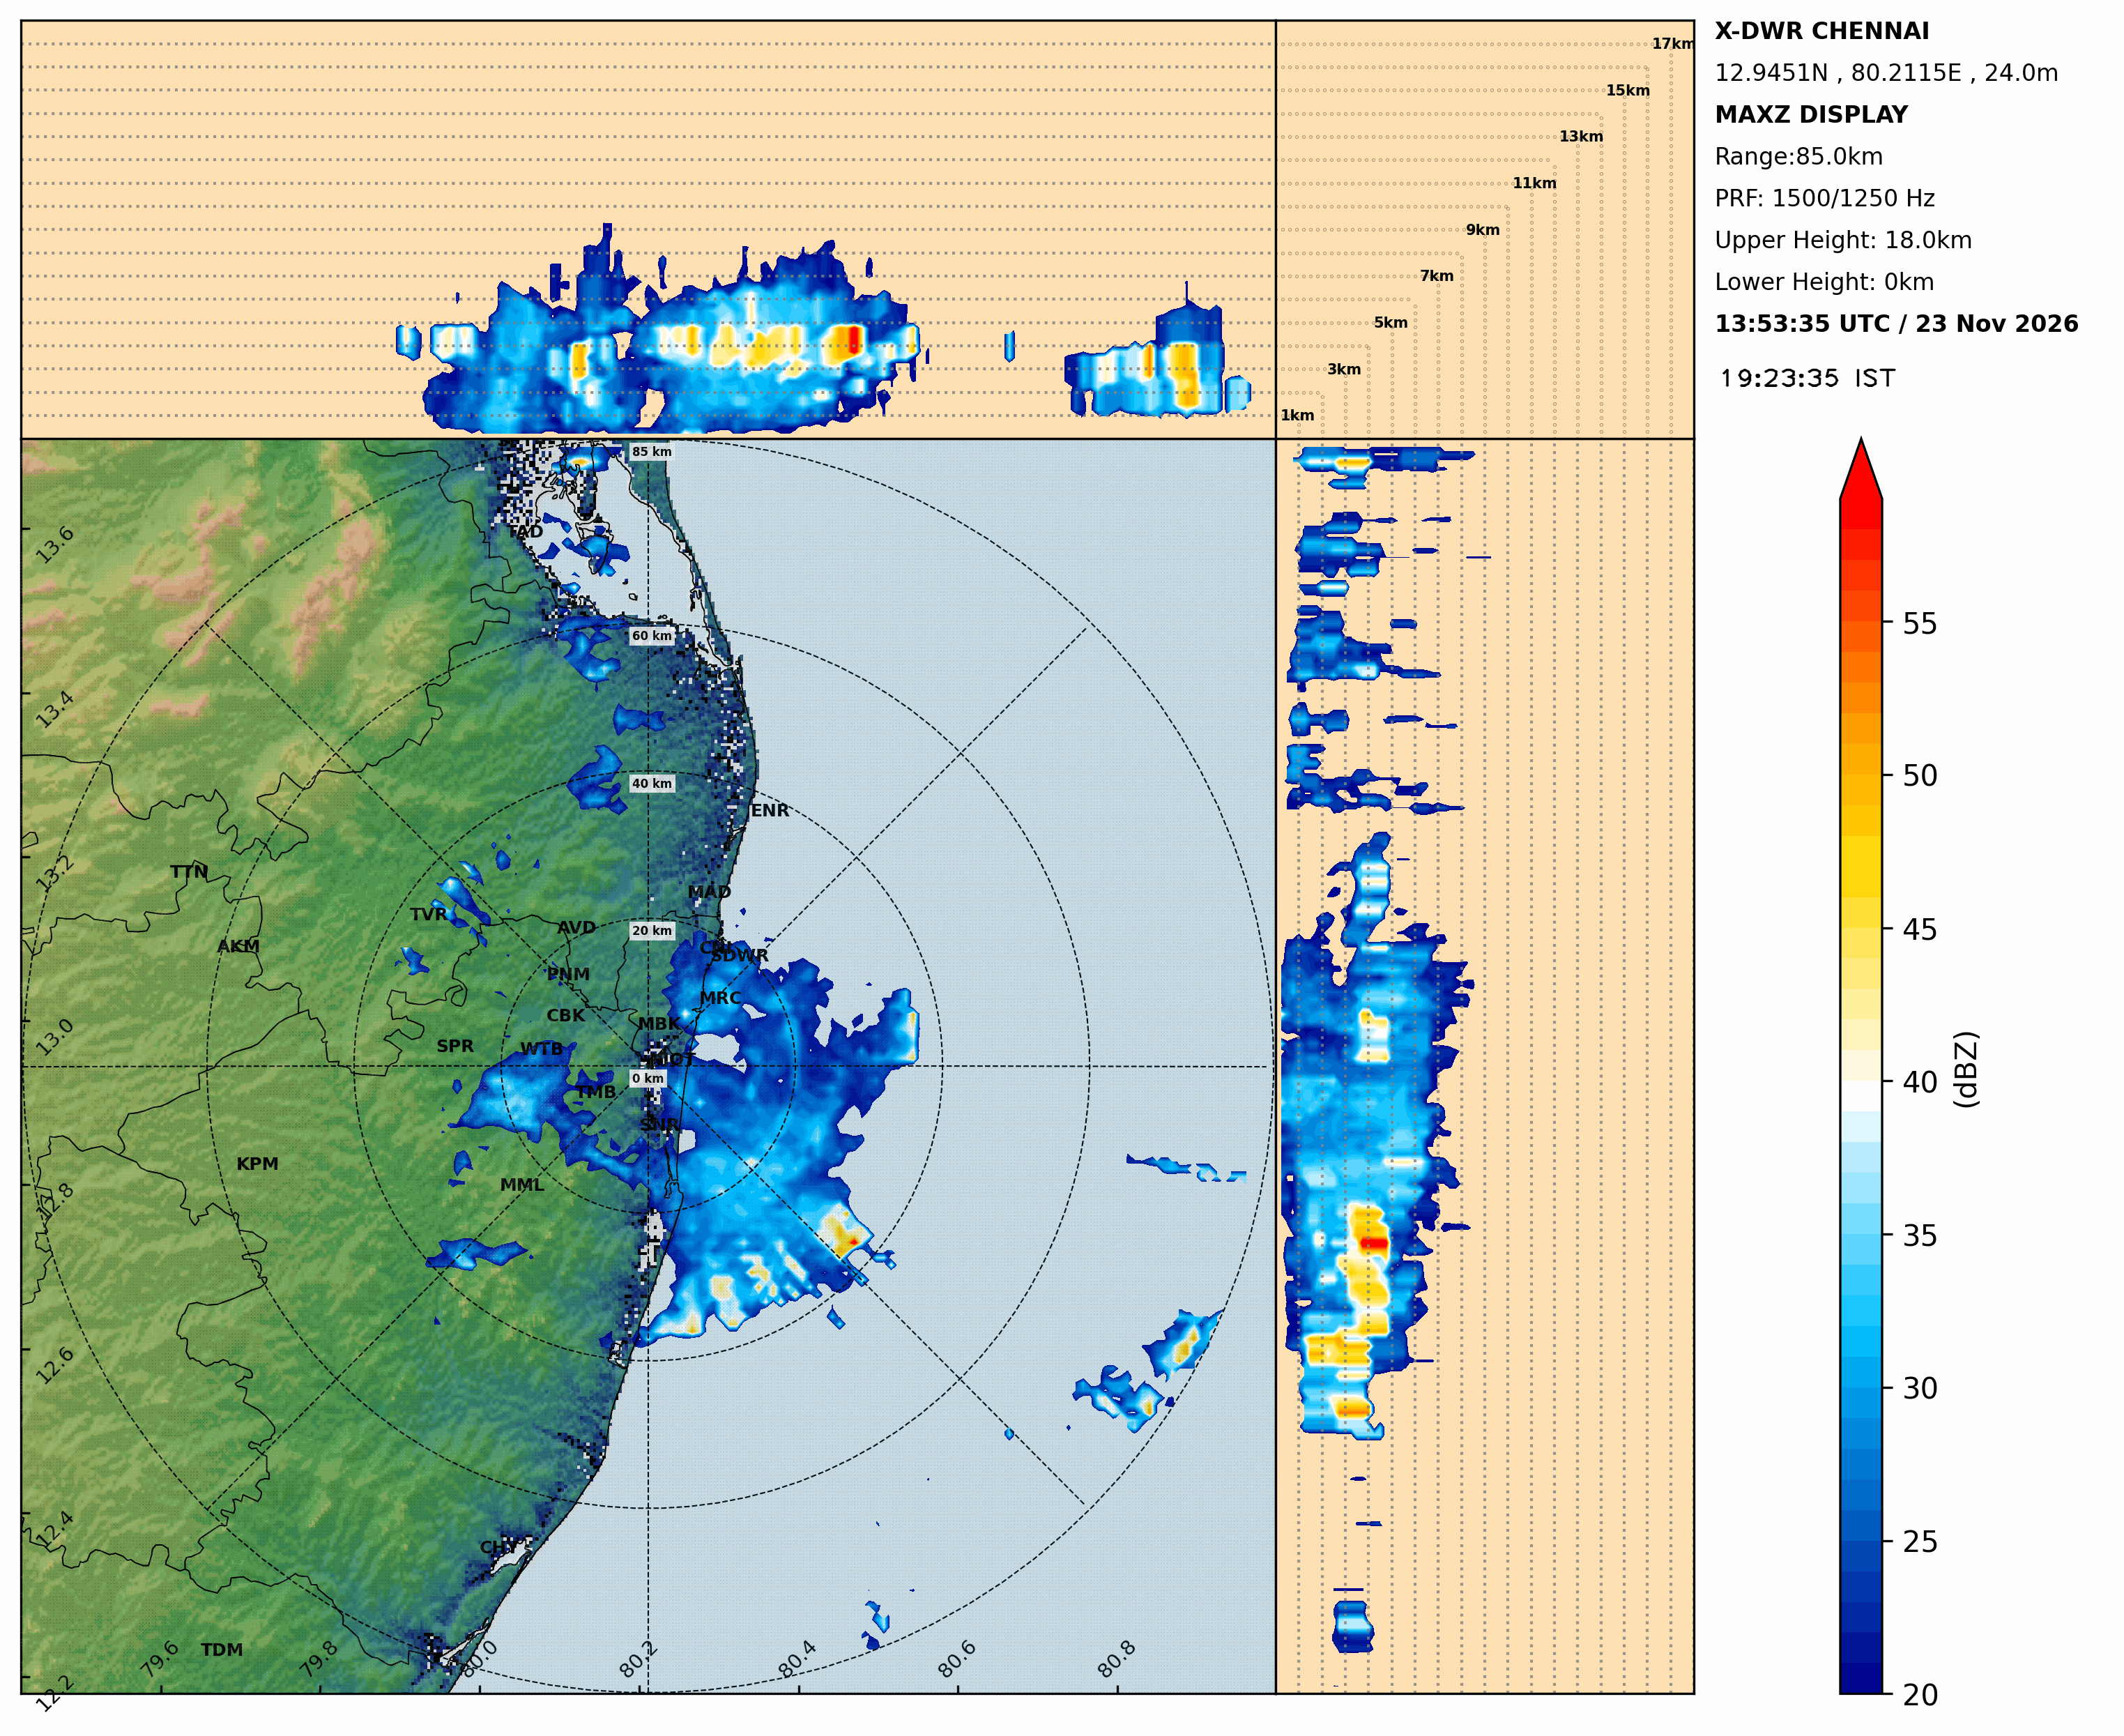 X-DWR CHENNAI
12.9451N , 80.2115E , 24.0m
MAXZ DISPLAY
Range:85.0km
PRF: 1500/1250 Hz
Upper Height: 18.0km
Lower Height: 0km
13:53:35 UTC / 23 Nov 2026
19:23:35 IST
17km
15km
13km
11km
9km
7km
5km
3km
1km
85 km
TAD
13.6
60 km
13.4
40 km
ENR
13.2
TTN
MAD
TVR
AVD
20 km
AKM
CNL
SDWR
PNM
MRC
CBK
MBK
13.0
SPR
WTB
NIOT
0 km
TMB
SNR
KPM
MML
12.8
12.6
12.4
CHY
TDM
12.2
79.6
79.8
80.0
80.2
80.4
80.6
80.8
55
50
45
40
35
30
25
20
(dBZ)